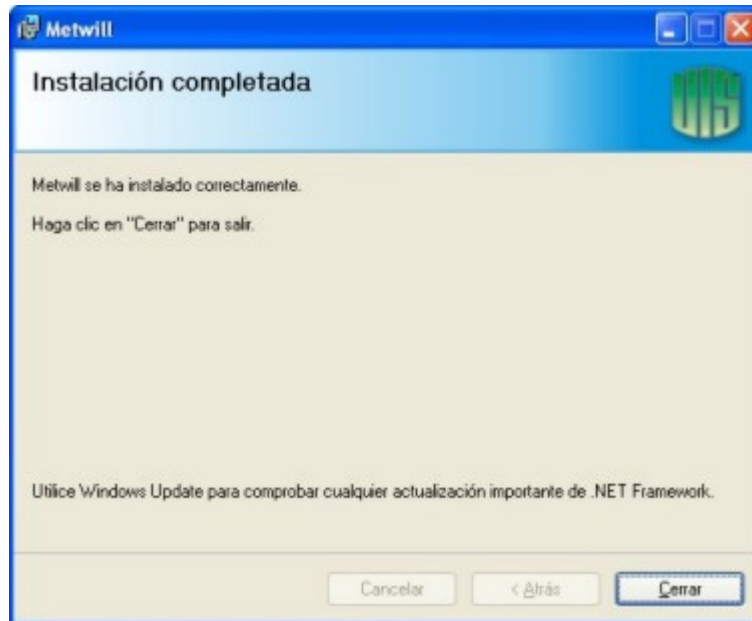 Metwill
Instalación completada
UIS
Metwill se ha instalado correctamente.
Haga clic en "Cerrar" para salir.
Utilice Windows Update para comprobar cualquier actualización importante de .NET Framework.
Cancelar < Atrás Cerrar